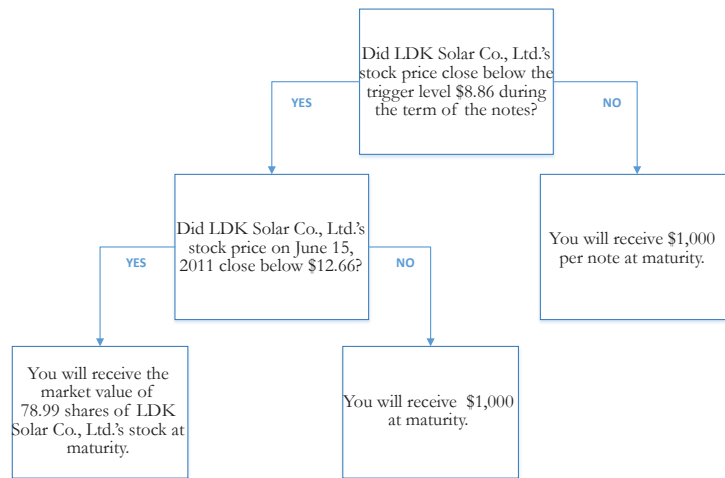 Did LDK Solar Co., Ltd.'s
stock price close below the
trigger level $8.86 during
the term of the notes?
YES
NO
Did LDK Solar Co., Ltd.'s
stock price on June 15,
2011 close below $12.66?
You will receive $1,000
per note at maturity.
YES
NO
You will receive the
market value of
78.99 shares of LDK
Solar Co., Ltd.'s stock at
maturity.
You will receive $1,000
at maturity.